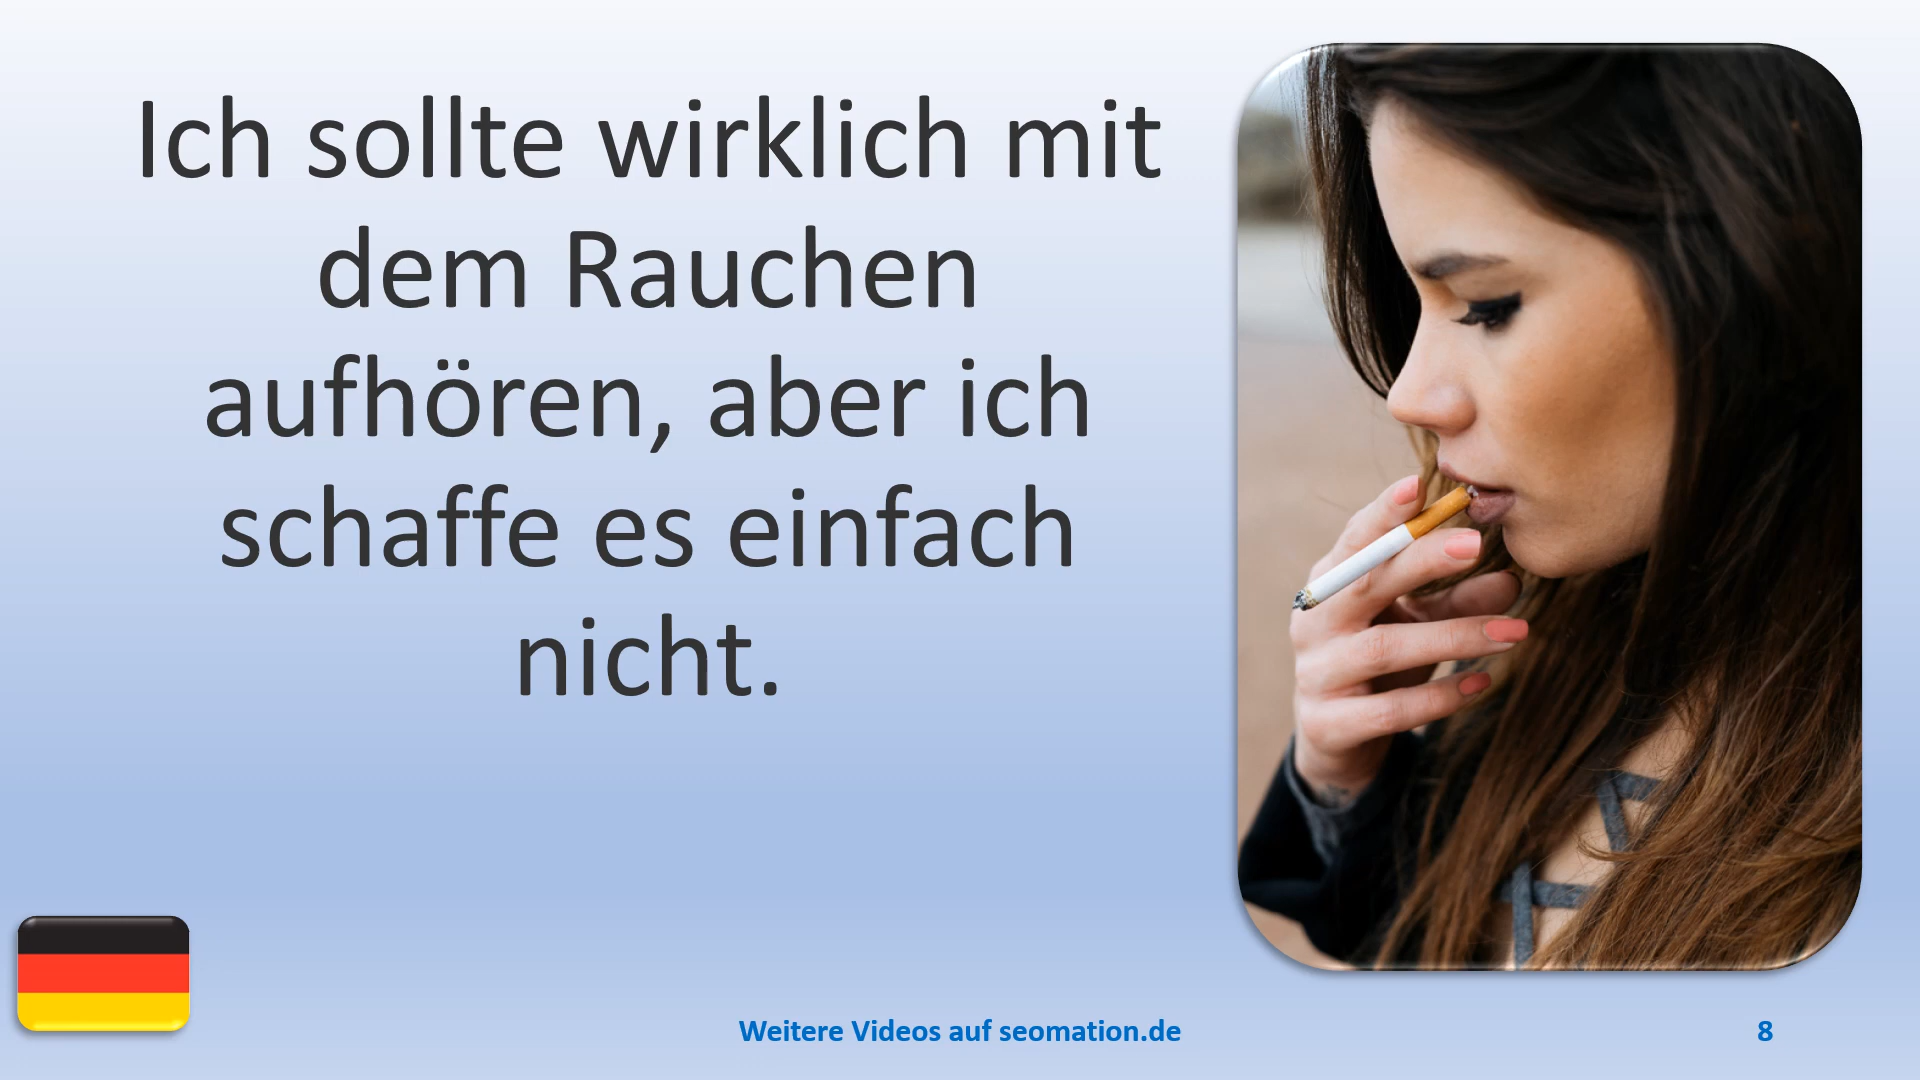 Ich sollte wirklich mit
dem Rauchen
aufhören, aber ich
schaffe es einfach
nicht.
Weitere Videos auf seomation.de
8